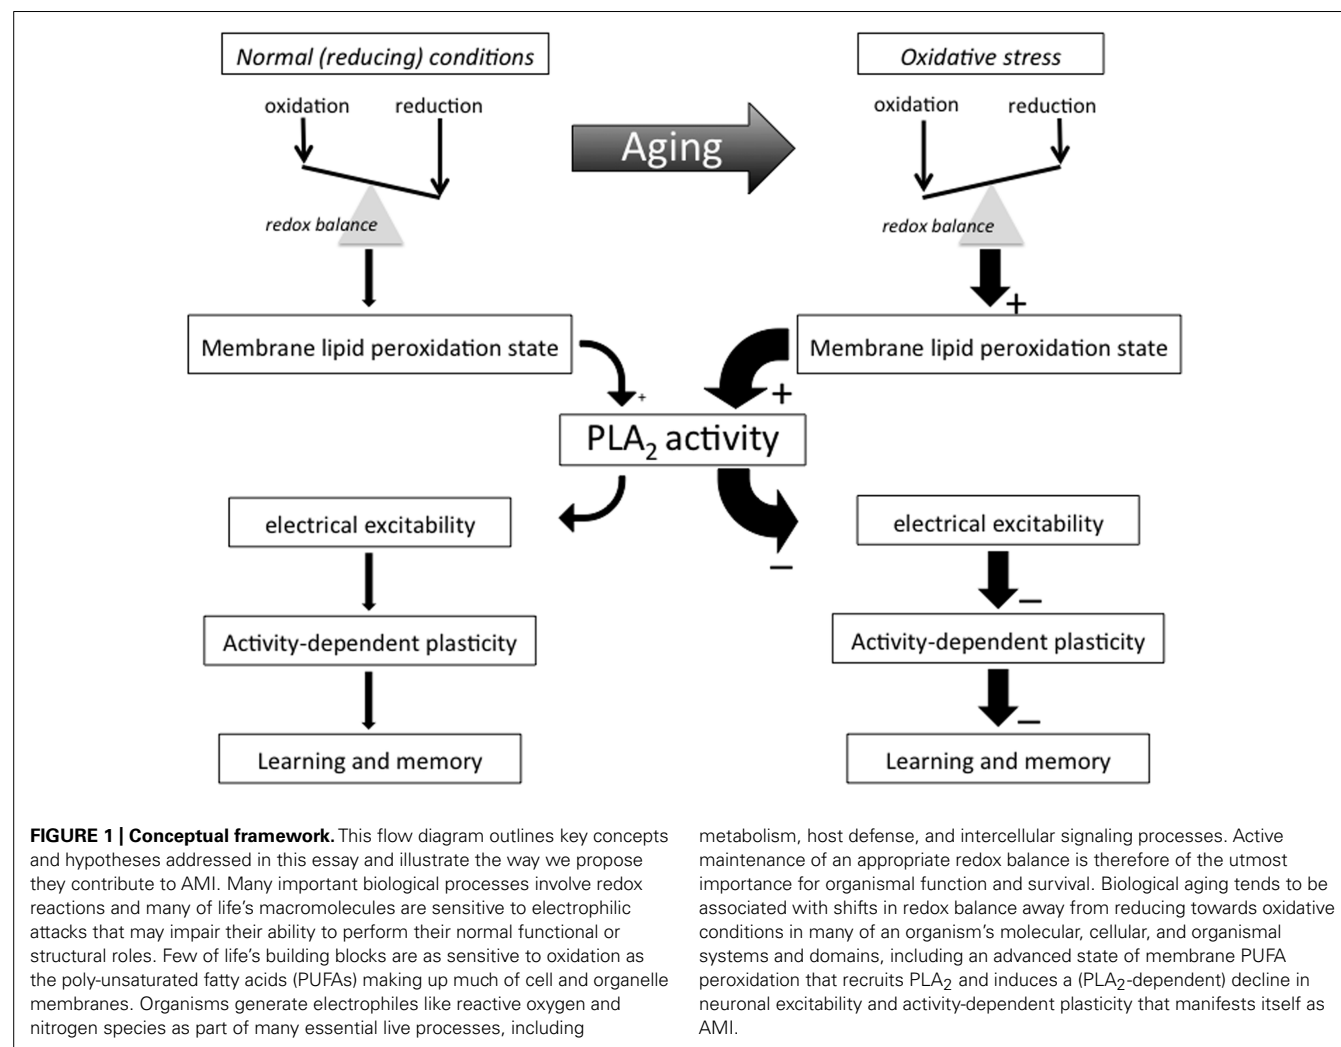 Normal (reducing) conditions
Oxidative stress
oxidation
reduction
oxidation
reduction
Aging
redox balance
redox balance
+
Membrane lipid peroxidation state
Membrane lipid peroxidation state
+
+
PLA2 activity
electrical excitability
electrical excitability
–
–
Activity-dependent plasticity
Activity-dependent plasticity
–
Learning and memory
Learning and memory
FIGURE 1 | Conceptual framework. This flow diagram outlines key concepts
and hypotheses addressed in this essay and illustrate the way we propose
they contribute to AMI. Many important biological processes involve redox
reactions and many of life's macromolecules are sensitive to electrophilic
attacks that may impair their ability to perform their normal functional or
structural roles. Few of life's building blocks are as sensitive to oxidation as
the poly-unsaturated fatty acids (PUFAs) making up much of cell and organelle
membranes. Organisms generate electrophiles like reactive oxygen and
nitrogen species as part of many essential live processes, including
metabolism, host defense, and intercellular signaling processes. Active
maintenance of an appropriate redox balance is therefore of the utmost
importance for organismal function and survival. Biological aging tends to be
associated with shifts in redox balance away from reducing towards oxidative
conditions in many of an organism's molecular, cellular, and organismal
systems and domains, including an advanced state of membrane PUFA
peroxidation that recruits PLA2 and induces a (PLA2-dependent) decline in
neuronal excitability and activity-dependent plasticity that manifests itself as
AMI.